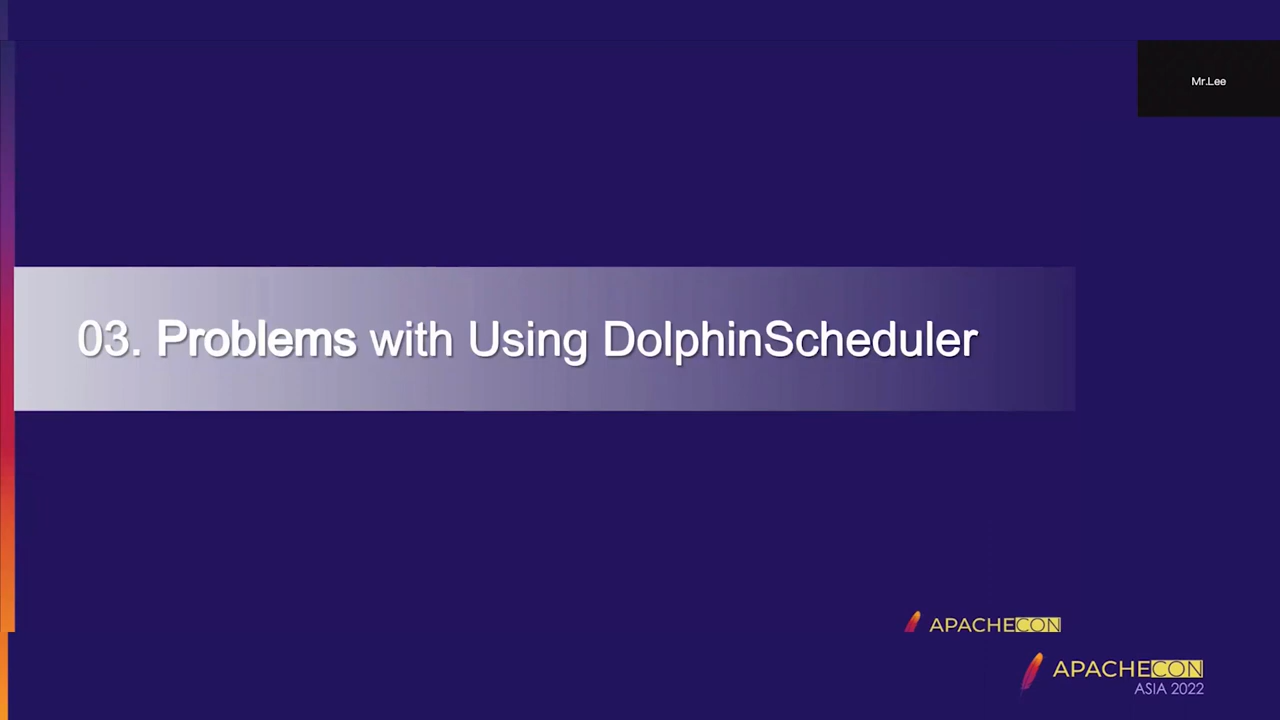 Mr.Lee
03. Problems with Using DolphinScheduler
APACHECON
APACHECON
ASIA 2022